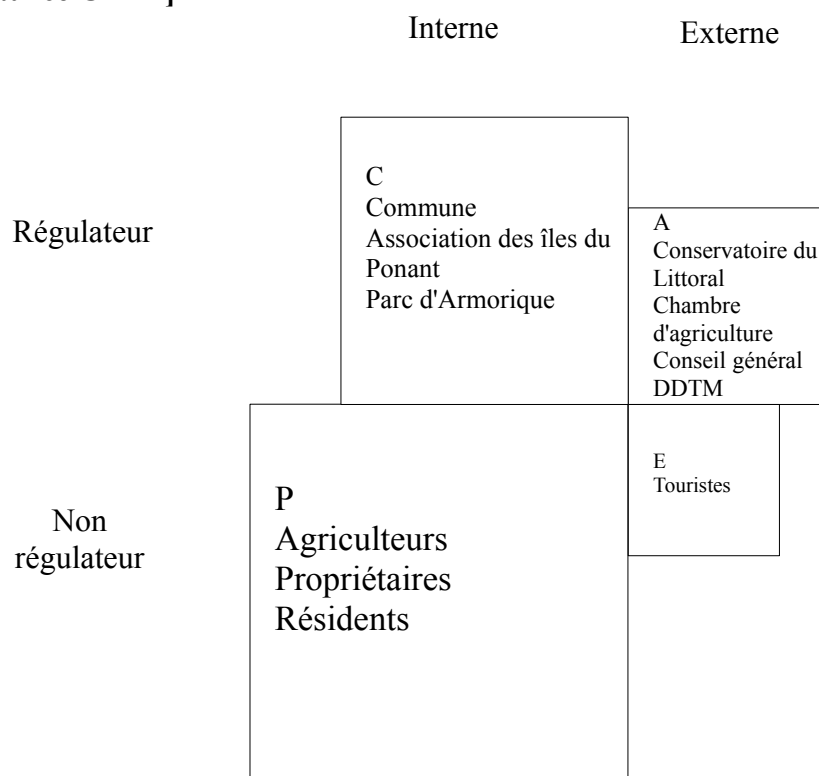 Interne
Externe
Régulateur
C
Commune
Association des îles du
Ponant
Parc d'Armorique
A
Conservatoire du
Littoral
Chambre
d'agriculture
Conseil général
DDTM
Non
régulateur
P
Agriculteurs
Propriétaires
Résidents
E
Touristes